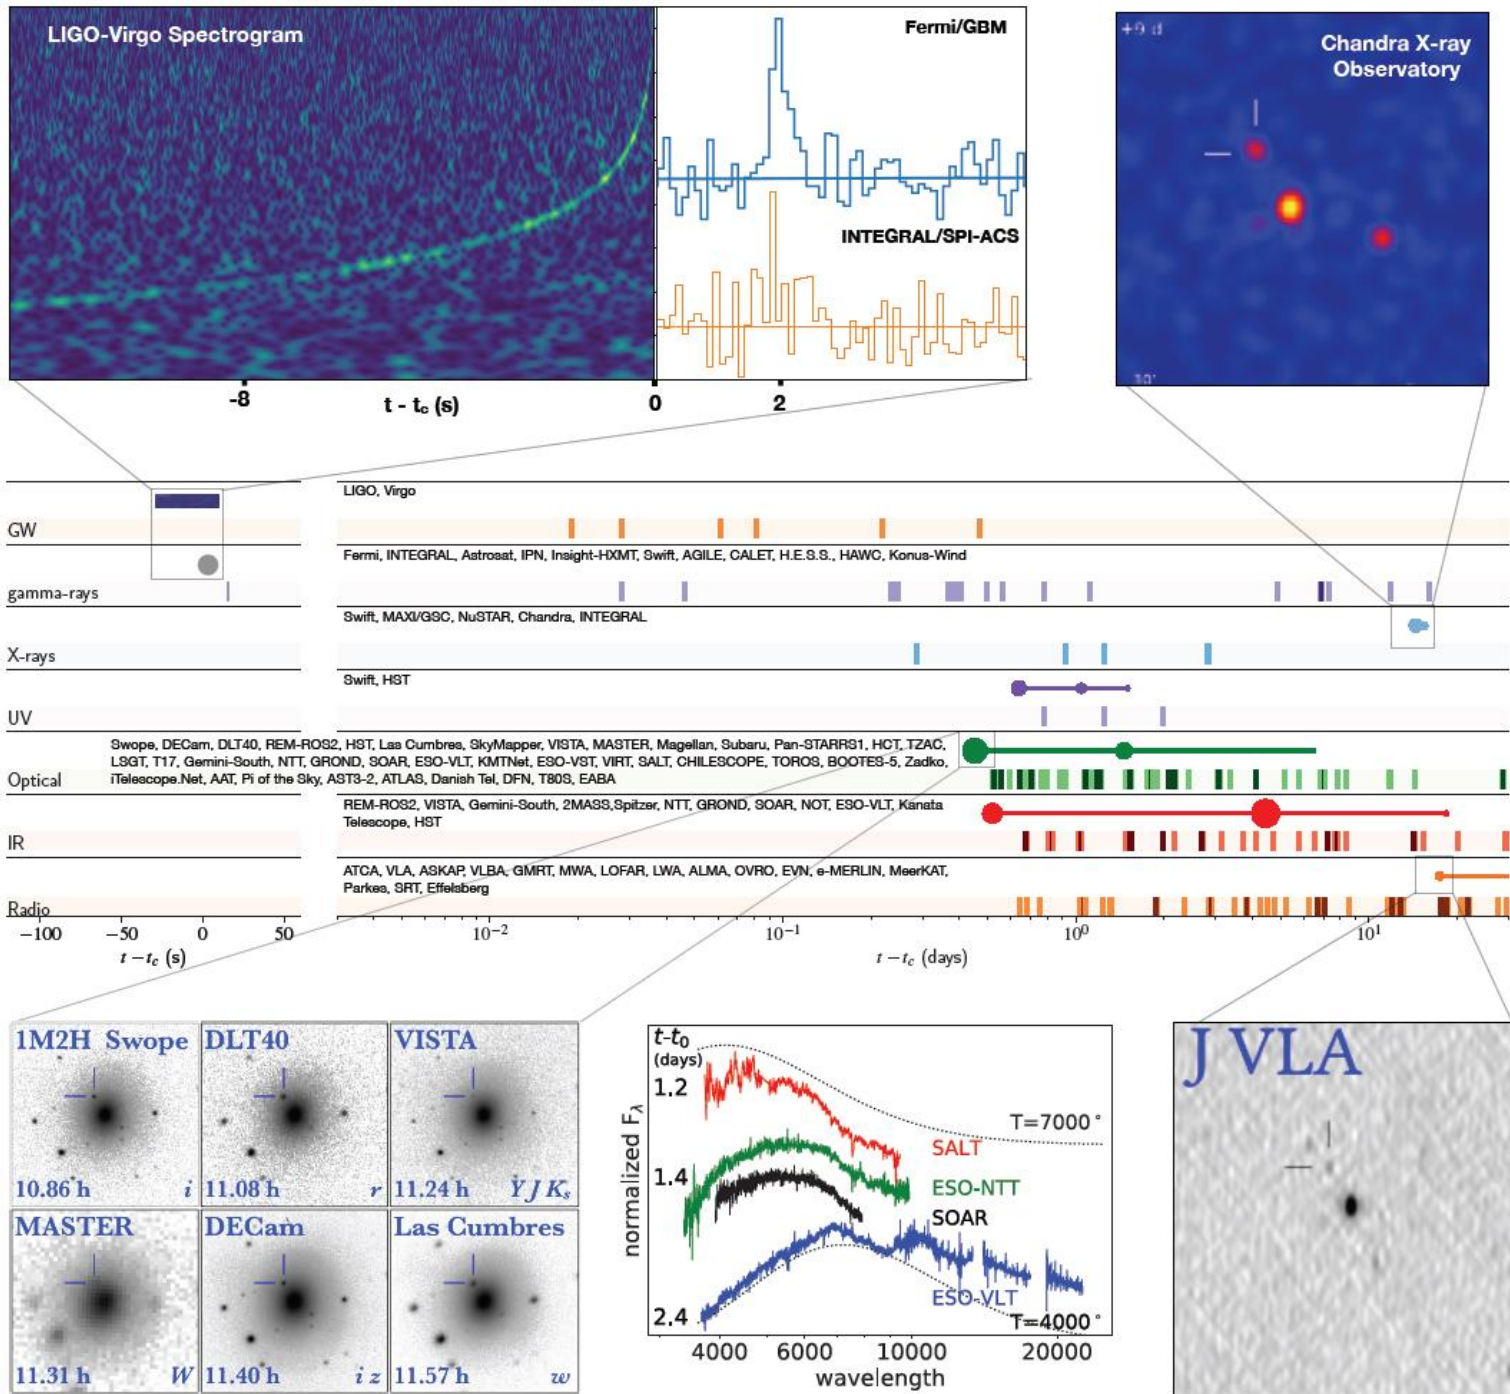 LIGO-Virgo Spectrogram
Fermi/GBM
INTEGRAL/SPI-ACS
-8
t - tc (s)
0
2
+9 d
Chandra X-ray
Observatory
30"
LIGO, Virgo
GW
Fermi, INTEGRAL, Astrosat, IPN, Insight-HXMT, Swift, AGILE, CALET, H.E.S.S., HAWC, Konus-Wind
gamma-rays
Swift, MAXI/GSC, NuSTAR, Chandra, INTEGRAL
X-rays
Swift, HST
UV
Swope, DECam, DLT40, REM-ROS2, HST, Las Cumbres, SkyMapper, VISTA, MASTER, Magellan, Subaru, Pan-STARRS1, HCT, TZAC,
LSGT, T17, Gemini-South, NTT, GROND, SOAR, ESO-VLT, KMTNet, ESO-VST, VIRT, SALT, CHILESCOPE, TOROS, BOOTES-5, Zadko,
iTelescope.Net, AAT, Pi of the Sky, AST3-2, ATLAS, Danish Tel, DFN, T80S, EABA
Optical
REM-ROS2, VISTA, Gemini-South, 2MASS,Spitzer, NTT, GROND, SOAR, NOT, ESO-VLT, Kanata
Telescope, HST
IR
ATCA, VLA, ASKAP, VLBA, GMRT, MWA, LOFAR, LWA, ALMA, OVRO, EVN, e-MERLIN, MeerKAT,
Parkes, SRT, Effelsberg
Radio
−100 −50 0 50
t−tc (s)
10⁻² 10⁻¹ 10⁰ 10¹
t−tc (days)
1M2H Swope
10.86 h i
DLT40
11.08 h r
VISTA
11.24 h Y J Ks
MASTER
11.31 h W
DECam
11.40 h i z
Las Cumbres
11.57 h w
t-t0
(days)
1.2
1.4
2.4
normalized Fλ
T=7000°
SALT
ESO-NTT
SOAR
ESO-VLT
T=4000°
4000 6000 10000 20000
wavelength
J VLA